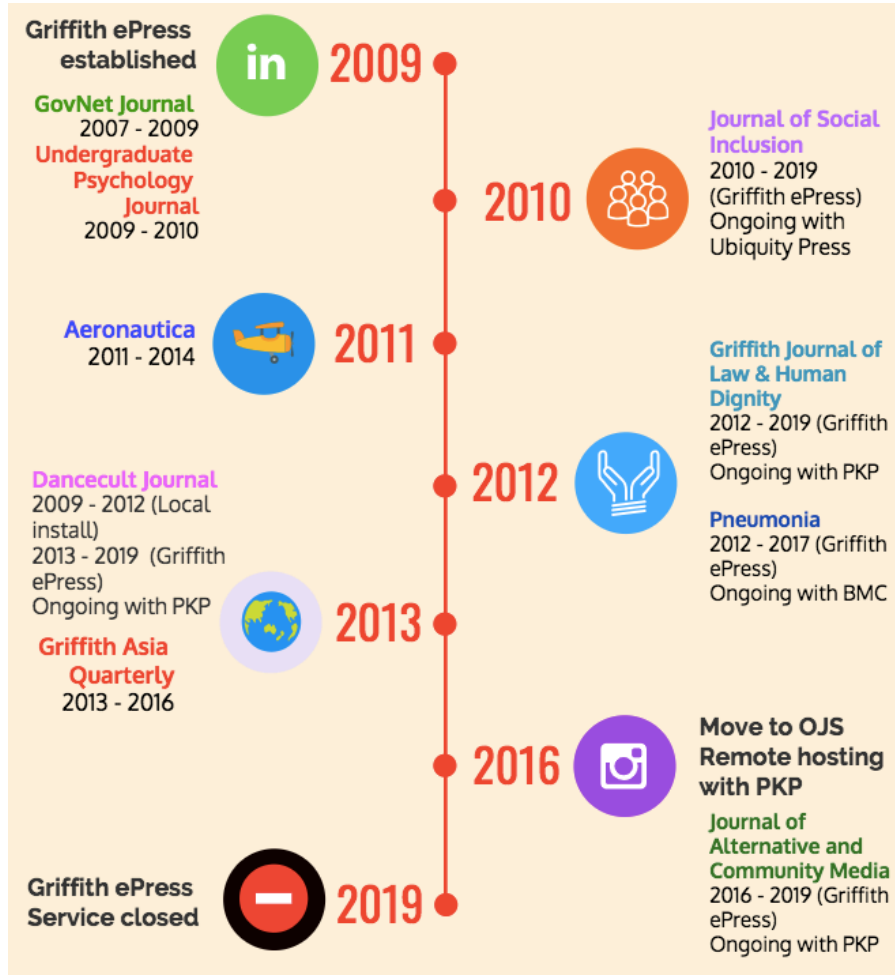 Griffith ePress
established
in
2009
GovNet Journal
2007 - 2009
Undergraduate
Psychology
Journal
2009 - 2010
2010
Journal of Social
Inclusion
2010 - 2019
(Griffith ePress)
Ongoing with
Ubiquity Press
Aeronautica
2011 - 2014
2011
2012
Griffith Journal of
Law & Human
Dignity
2012 - 2019 (Griffith
ePress)
Ongoing with PKP
Pneumonia
2012 - 2017 (Griffith
ePress)
Ongoing with BMC
Dancecult Journal
2009 - 2012 (Local
install)
2013 - 2019 (Griffith
ePress)
Ongoing with PKP
Griffith Asia
Quarterly
2013 - 2016
2013
2016
Move to OJS
Remote hosting
with PKP
Journal of
Alternative and
Community Media
2016 - 2019 (Griffith
ePress)
Ongoing with PKP
Griffith ePress
Service closed
2019